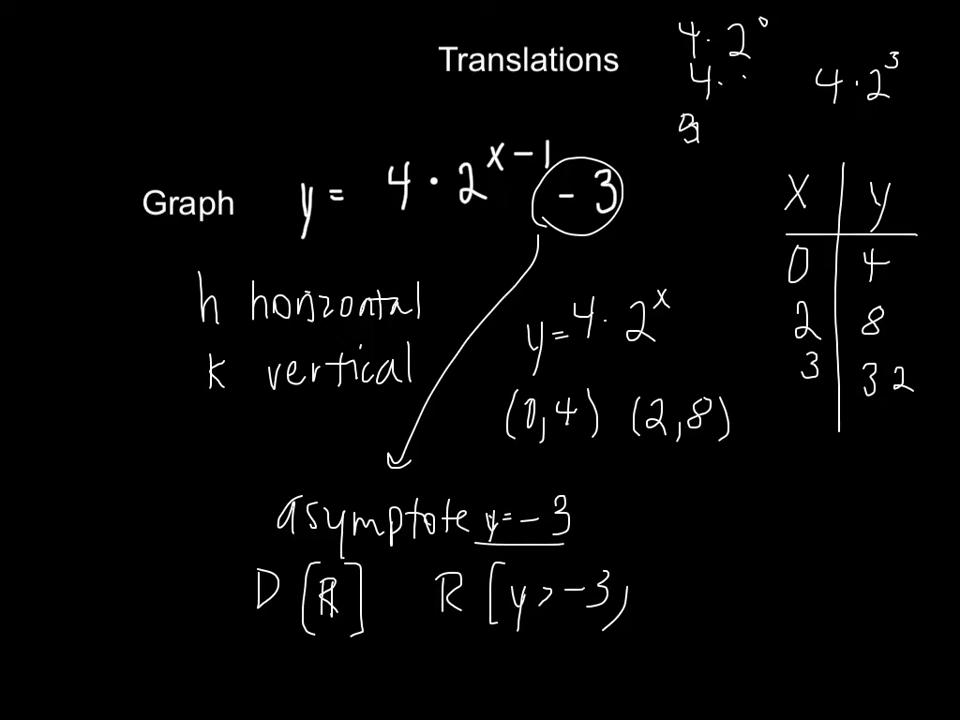 Translations
4 · 2⁰
4 ·
4 · 2³
Graph y = 4 · 2^(x-1) - 3
x y
0 4
2 8
3 32
h horizontal
k vertical
y = 4 · 2^x
(0,4) (2,8)
asymptote y = -3
D [ℝ] R [y > -3)